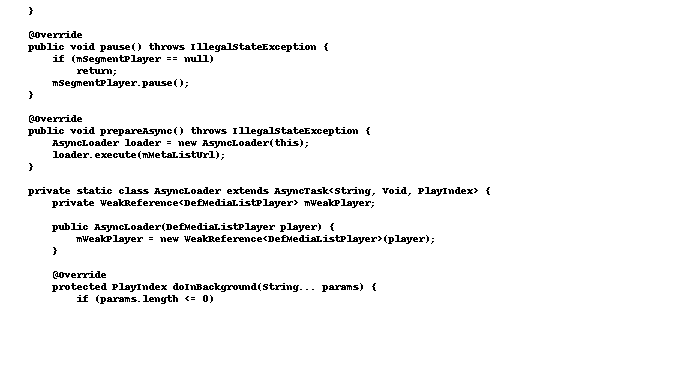 }
@Override
public void pause() throws IllegalStateException {
if (mSegmentPlayer == null)
return;
mSegmentPlayer.pause();
}
@Override
public void prepareAsync() throws IllegalStateException {
AsyncLoader loader = new AsyncLoader(this);
loader.execute(mMetaListUrl);
}
private static class AsyncLoader extends AsyncTask<String, Void, PlayIndex> {
private WeakReference<DefMediaListPlayer> mWeakPlayer;
public AsyncLoader(DefMediaListPlayer player) {
mWeakPlayer = new WeakReference<DefMediaListPlayer>(player);
}
@Override
protected PlayIndex doInBackground(String... params) {
if (params.length <= 0)